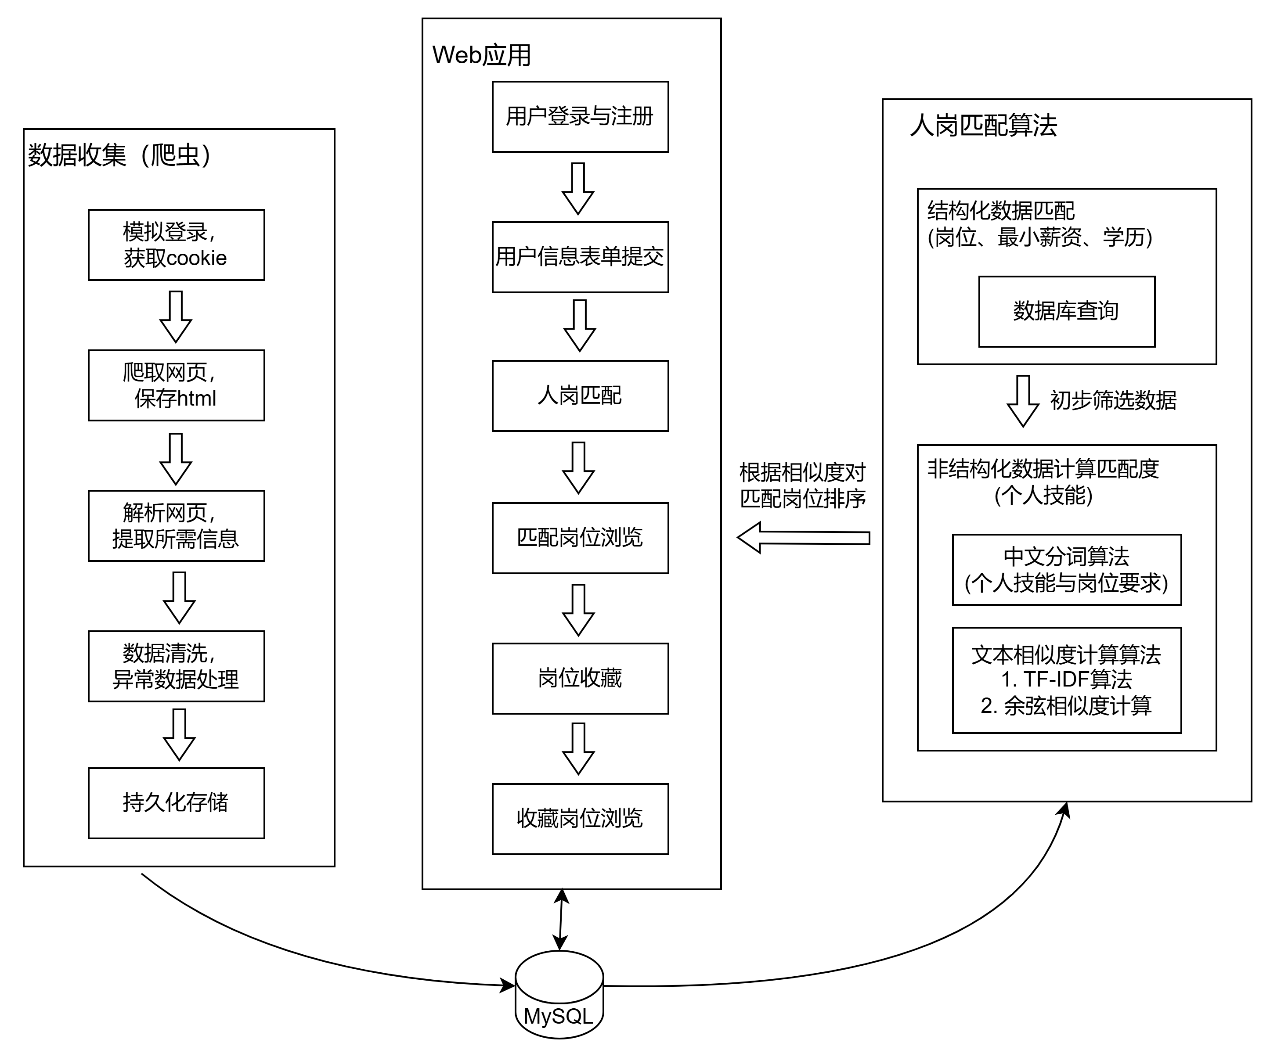 数据收集（爬虫）
模拟登录，
获取cookie
爬取网页，
保存html
解析网页，
提取所需信息
数据清洗，
异常数据处理
持久化存储
Web应用
用户登录与注册
用户信息表单提交
人岗匹配
匹配岗位浏览
岗位收藏
收藏岗位浏览
根据相似度对
匹配岗位排序
人岗匹配算法
结构化数据匹配
(岗位、最小薪资、学历)
数据库查询
初步筛选数据
非结构化数据计算匹配度
(个人技能)
中文分词算法
(个人技能与岗位要求)
文本相似度计算算法
1. TF-IDF算法
2. 余弦相似度计算
MySQL